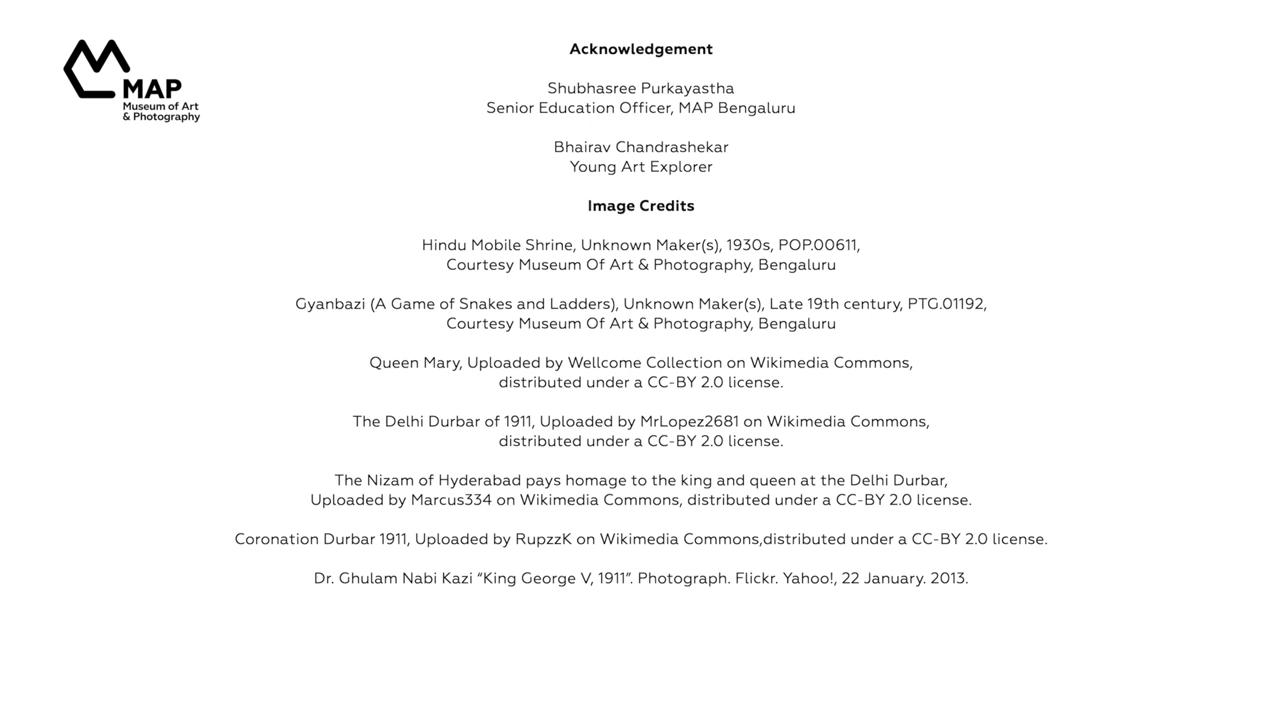 MAP
Museum of Art
& Photography
Acknowledgement
Shubhasree Purkayastha
Senior Education Officer, MAP Bengaluru
Bhairav Chandrashekar
Young Art Explorer
Image Credits
Hindu Mobile Shrine, Unknown Maker(s), 1930s, POP.00611,
Courtesy Museum Of Art & Photography, Bengaluru
Gyanbazi (A Game of Snakes and Ladders), Unknown Maker(s), Late 19th century, PTG.01192,
Courtesy Museum Of Art & Photography, Bengaluru
Queen Mary, Uploaded by Wellcome Collection on Wikimedia Commons,
distributed under a CC-BY 2.0 license.
The Delhi Durbar of 1911, Uploaded by MrLopez2681 on Wikimedia Commons,
distributed under a CC-BY 2.0 license.
The Nizam of Hyderabad pays homage to the king and queen at the Delhi Durbar,
Uploaded by Marcus334 on Wikimedia Commons, distributed under a CC-BY 2.0 license.
Coronation Durbar 1911, Uploaded by RupzzK on Wikimedia Commons,distributed under a CC-BY 2.0 license.
Dr. Ghulam Nabi Kazi “King George V, 1911”. Photograph. Flickr. Yahoo!, 22 January. 2013.